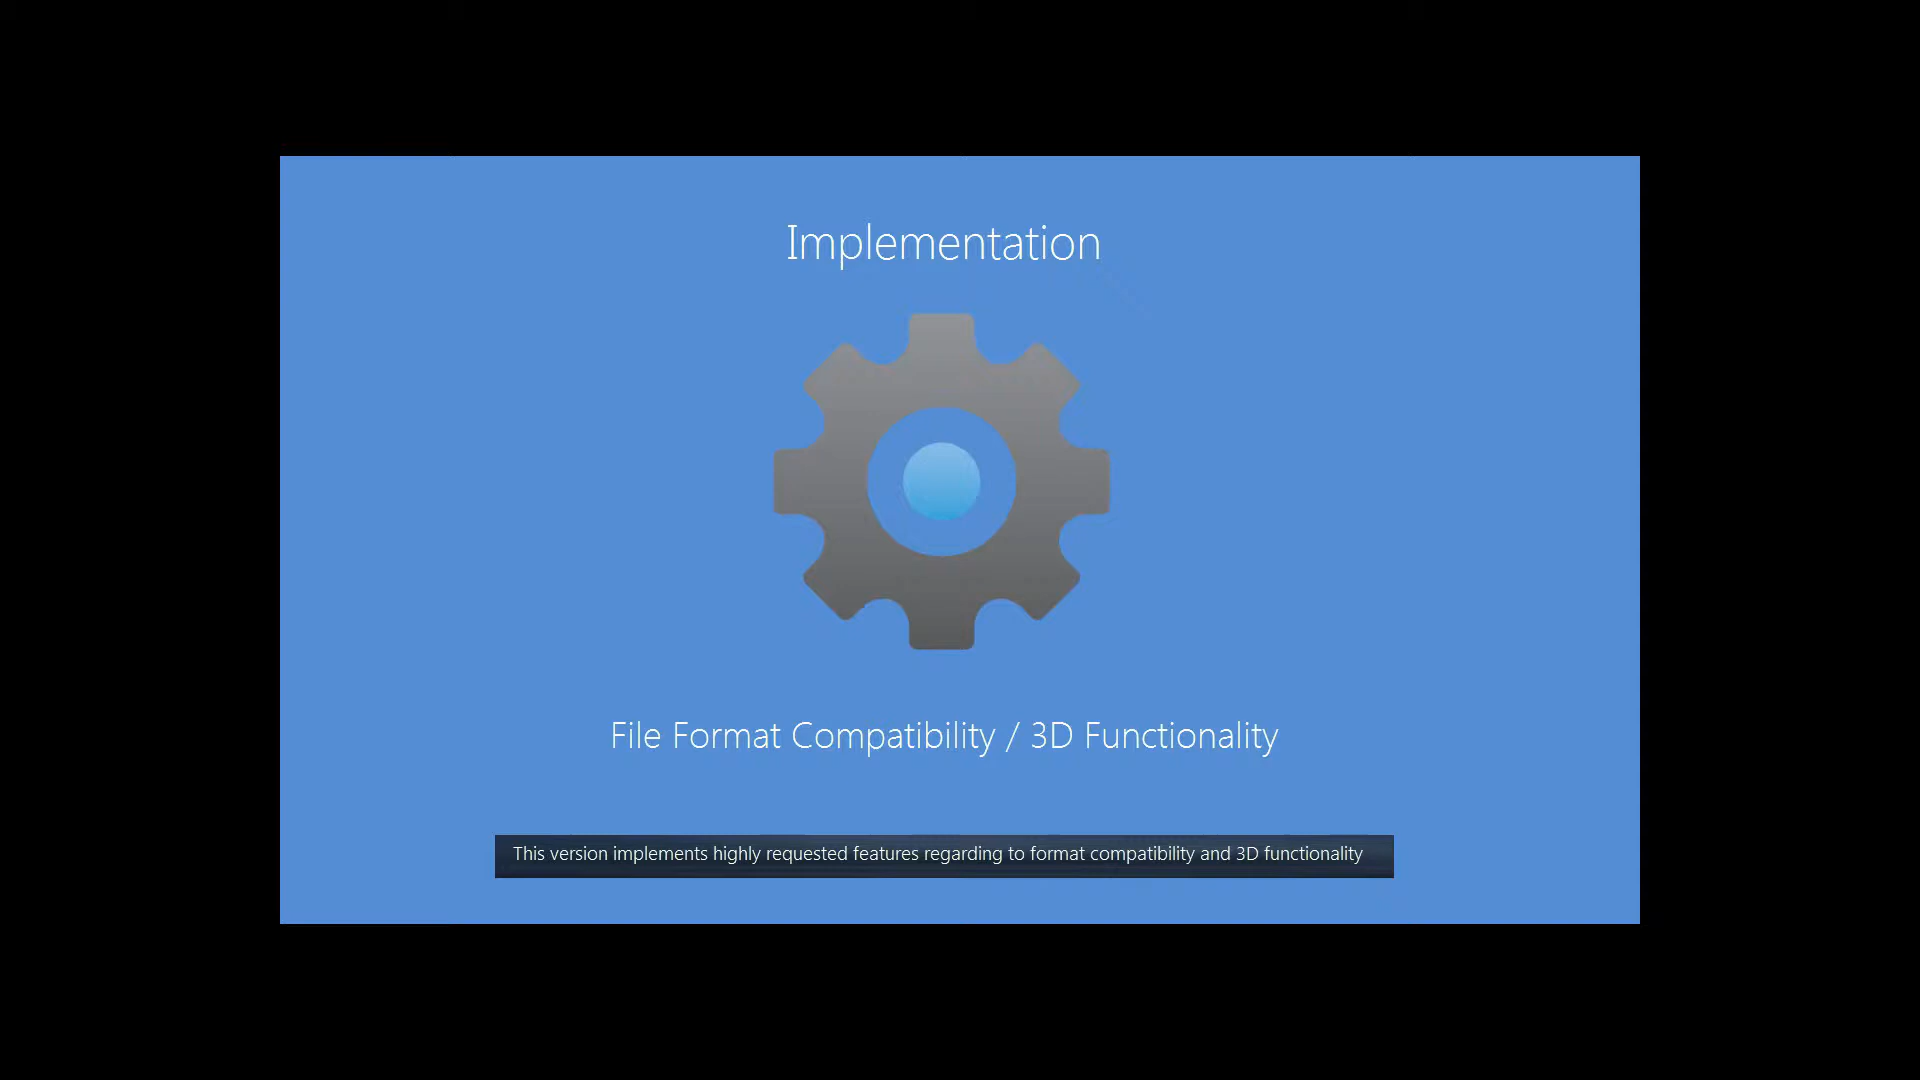 Implementation
File Format Compatibility / 3D Functionality
This version implements highly requested features regarding to format compatibility and 3D functionality